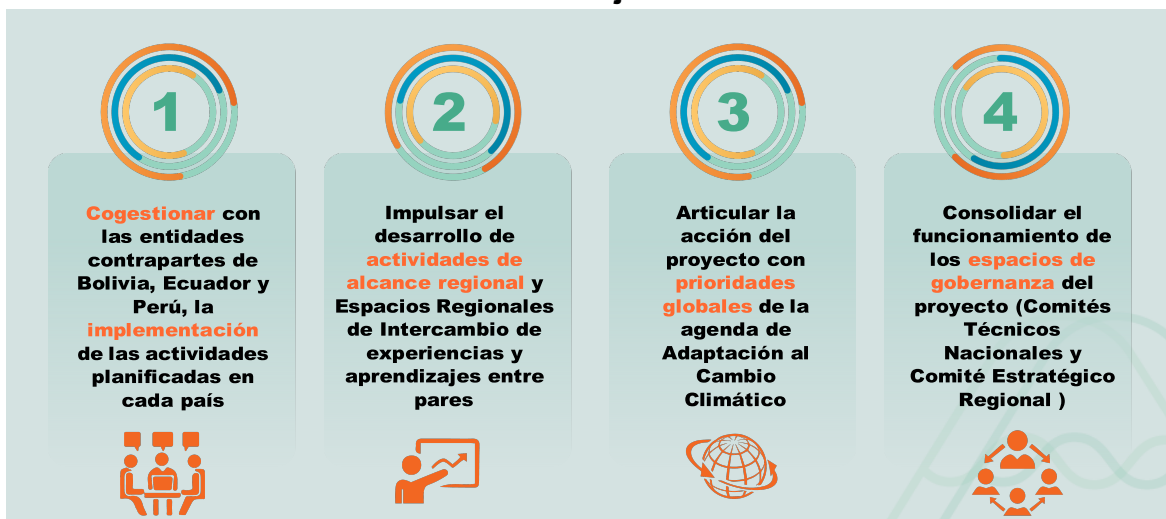 1
Cogestionar con
las entidades
contrapartes de
Bolivia, Ecuador y
Perú, la
implementación
de las actividades
planificadas en
cada país
2
Impulsar el
desarrollo de
actividades de
alcance regional y
Espacios Regionales
de Intercambio de
experiencias y
aprendizajes entre
pares
3
Articular la
acción del
proyecto con
prioridades
globales de la
agenda de
Adaptación al
Cambio
Climático
4
Consolidar el
funcionamiento de
los espacios de
gobernanza del
proyecto (Comités
Técnicos
Nacionales y
Comité Estratégico
Regional )